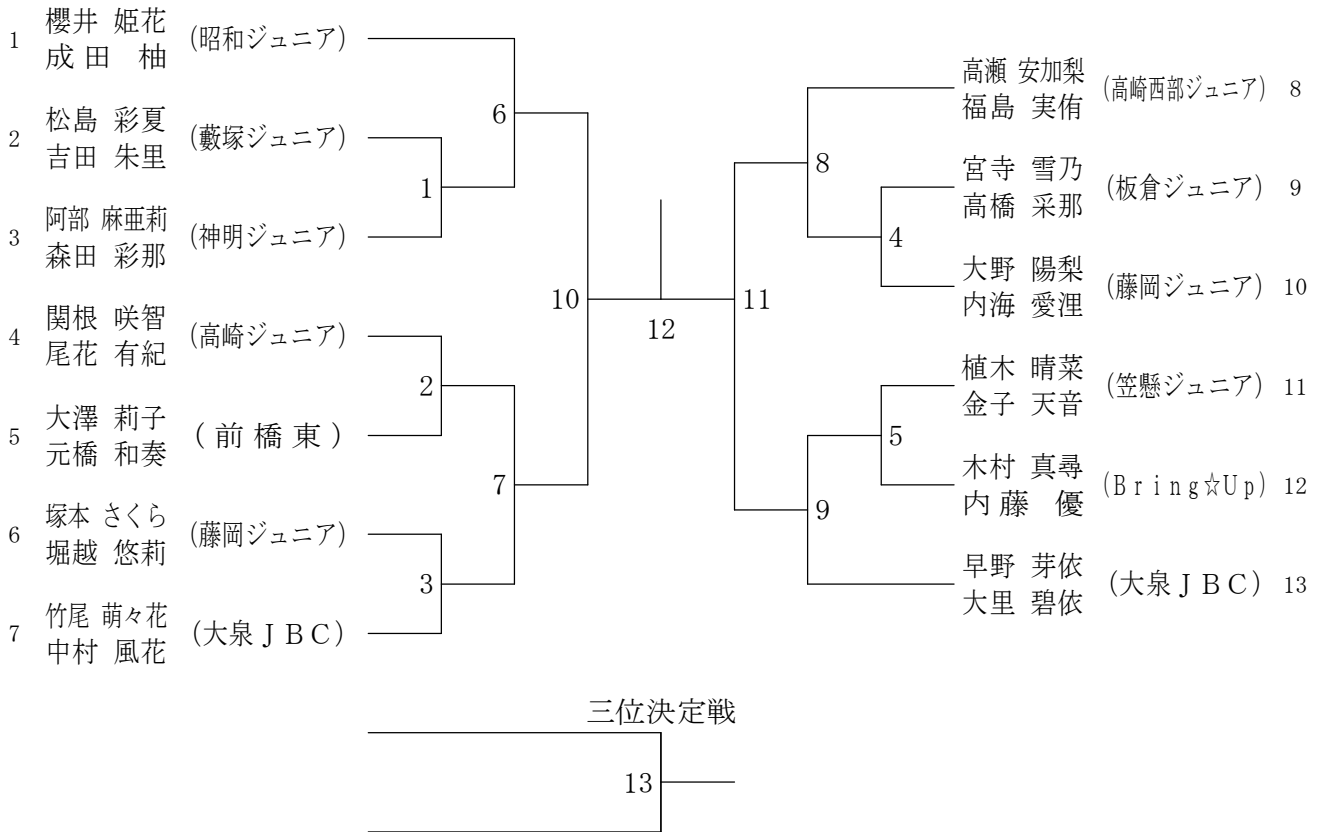 1 櫻井 姫花 (昭和ジュニア)
成田 柚
2 松島 彩夏 (藪塚ジュニア)
吉田 朱里
3 阿部 麻亜莉 (神明ジュニア)
森田 彩那
4 関根 咲智 (高崎ジュニア)
尾花 有紀
5 大澤 莉子 (前橋東)
元橋 和奏
6 塚本 さくら (藤岡ジュニア)
堀越 悠莉
7 竹尾 萌々花 (大泉JBC)
中村 風花
6
1
10
2
7
3
12
11
8
4
5
9
高瀬 安加梨 (高崎西部ジュニア) 8
福島 実侑
宮寺 雪乃 (板倉ジュニア) 9
高橋 采那
大野 陽梨 (藤岡ジュニア) 10
内海 愛浬
植木 晴菜 (笠懸ジュニア) 11
金子 天音
木村 真尋 (Bring☆Up) 12
内藤 優
早野 芽依 (大泉JBC) 13
大里 碧依
三位決定戦
13